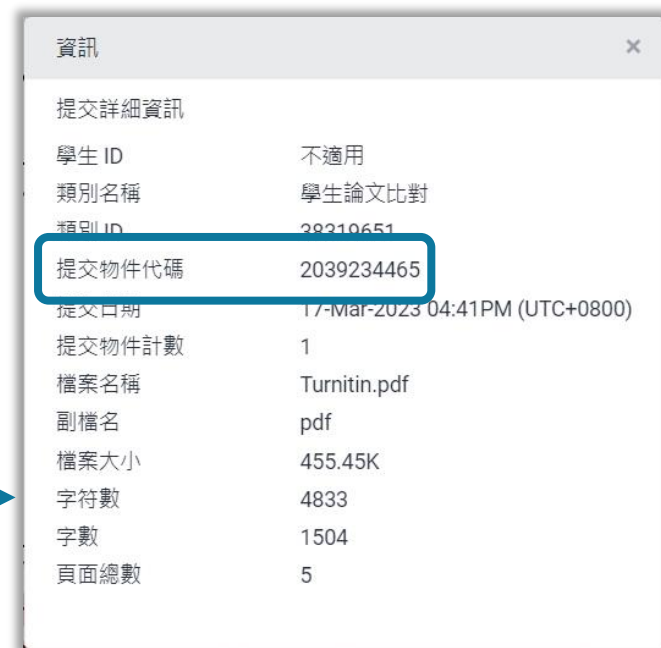 資訊 ×
提交詳細資訊
學生 ID 不適用
類別名稱 學生論文比對
類別 ID 38319651
提交物件代碼 2039234465
提交日期 17-Mar-2023 04:41PM (UTC+0800)
提交物件計數 1
檔案名稱 Turnitin.pdf
副檔名 pdf
檔案大小 455.45K
字符數 4833
字數 1504
頁面總數 5